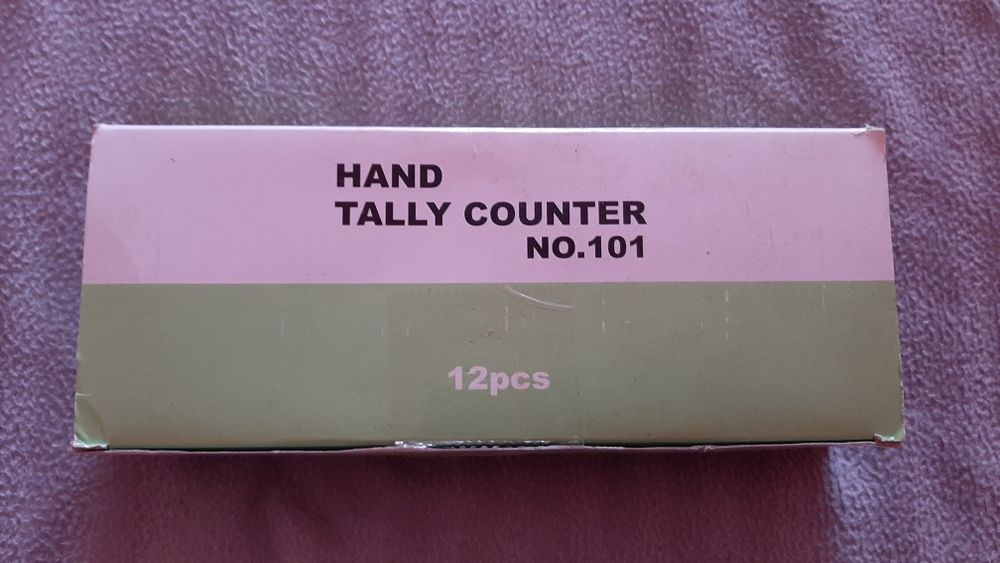 HAND
TALLY COUNTER
NO.101
12pcs